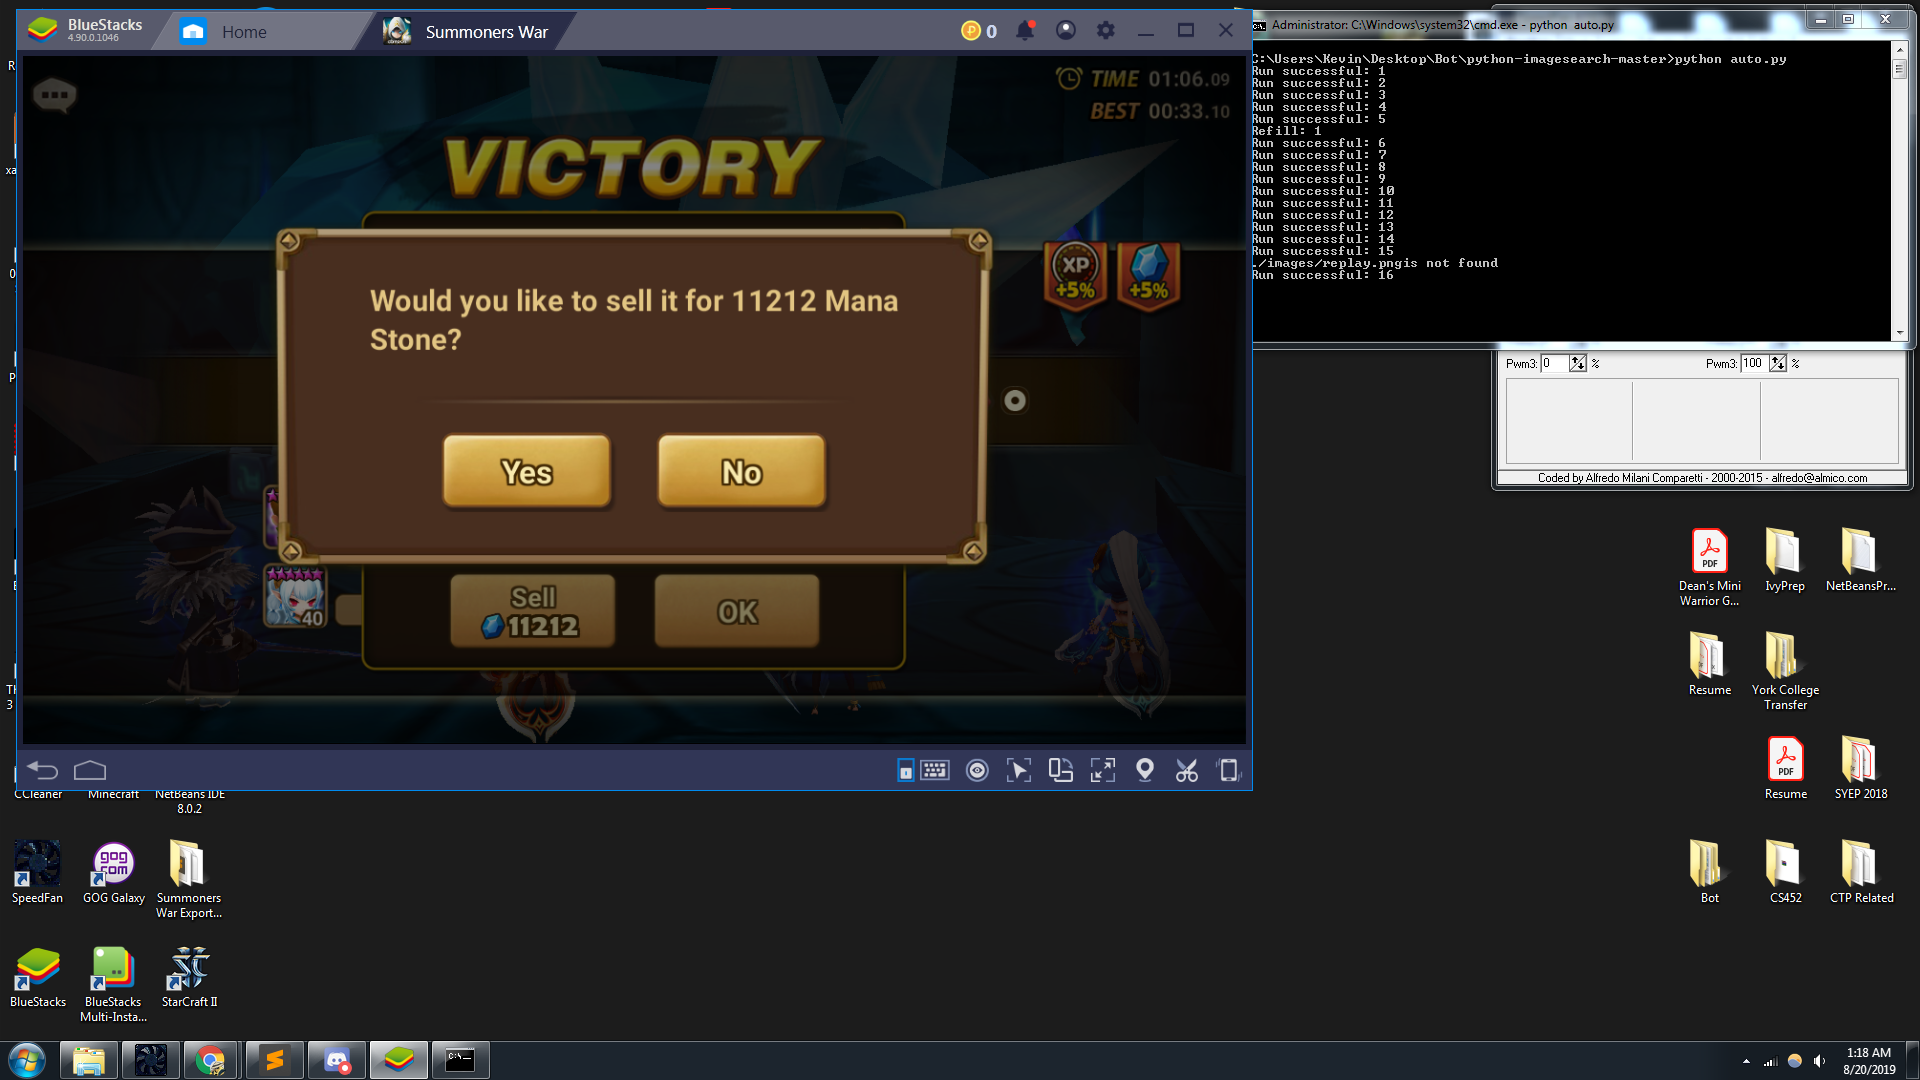 BlueStacks
4.90.0.1046
Home
Summoners War
0
TIME 01:06.09
BEST 00:33.10
VICTORY
XP
+5%
+5%
Would you like to sell it for 11212 Mana
Stone?
Yes
No
40
Sell
11212
OK
Administrator: C:\Windows\system32\cmd.exe - python auto.py
C:\Users\Kevin\Desktop\Bot\python-imagesearch-master>python auto.py
Run successful: 1
Run successful: 2
Run successful: 3
Run successful: 4
Run successful: 5
Refill: 1
Run successful: 6
Run successful: 7
Run successful: 8
Run successful: 9
Run successful: 10
Run successful: 11
Run successful: 12
Run successful: 13
Run successful: 14
Run successful: 15
./images/replay.pngis not found
Run successful: 16
Pwm3: 0 %
Pwm3: 100 %
Coded by Alfredo Milani Comparetti - 2000-2015 - alfredo@almico.com
Dean's Mini
Warrior G...
IvyPrep
NetBeansPr...
Resume
York College
Transfer
Resume
SYEP 2018
Bot
CS452
CTP Related
CCleaner
Minecraft
NetBeans IDE
8.0.2
SpeedFan
GOG Galaxy
Summoners
War Export...
BlueStacks
BlueStacks
Multi-Insta...
StarCraft II
1:18 AM
8/20/2019